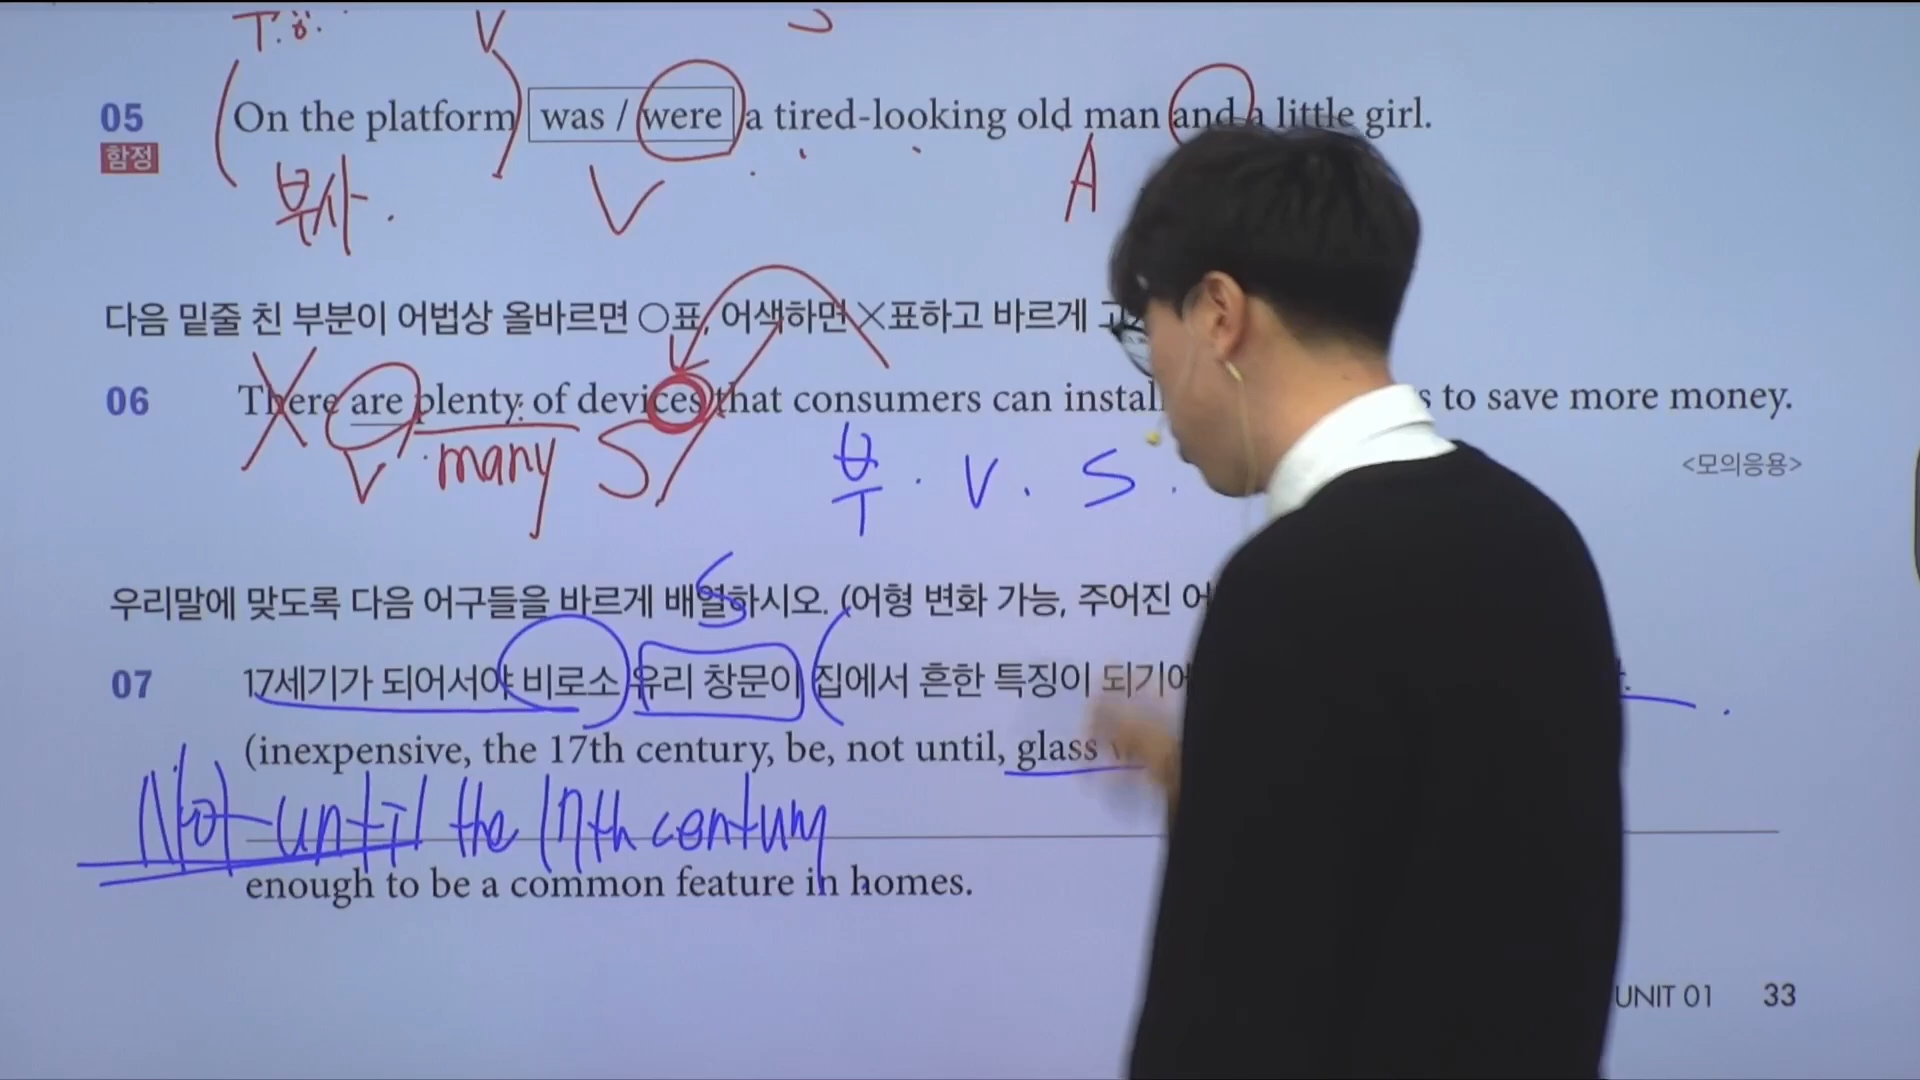 T.하. V S
05 On the platform was / were a tired-looking old man and a little girl.
함정
부사. V A
다음 밑줄 친 부분이 어법상 올바르면 ○표, 어색하면 ×표하고 바르게
06 There are plenty of devices that consumers can install to save more money.
V many S 부. V. S.
<모의응용>
S
우리말에 맞도록 다음 어구들을 바르게 배열하시오. (어형 변화 가능, 주어진
07 17세기가 되어서야 비로소 우리 창문이 집에서 흔한 특징이
(inexpensive, the 17th century, be, not until, glass
Not until the 17th century
enough to be a common feature in homes.
UNIT 01 33